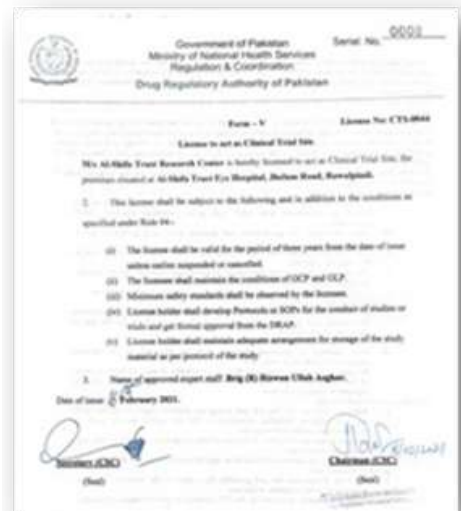 Government of Pakistan
Serial No. 000
Ministry of National Health Services
Regulation & Coordination
Drug Regulatory Authority of Pakistan
Form – V
License No: CTS-0044
License to act as Clinical Trial Site
M/s Al-Shifa Trust Research Center is hereby licensed to act as Clinical Trial Site, the
premises situated at Al-Shifa Trust Eye Hospital, Jhelum Road, Rawalpindi.
2. This license shall be subject to the following and in addition to the conditions as
specified under Rule
(i) The license shall be valid for the period of three years from the date of issue
unless earlier suspended or cancelled.
(ii) The licensee shall maintain the conditions of GCP and GLP.
(iii) Minimum safety standards shall be observed by the licensee.
(iv) License holder shall develop Protocols or SOPs for the conduct of studies or
trials and get formal approval from the DRAP.
(v) License holder shall maintain adequate arrangement for storage of the study
material as per protocol of the study.
3. Name of approved expert staff: Brig (R) Rizwan Ullah Asghar.
Date of issue: February 2021.
Secretary (CSC)
Chairman (CSC)
(Seal)
(Seal)